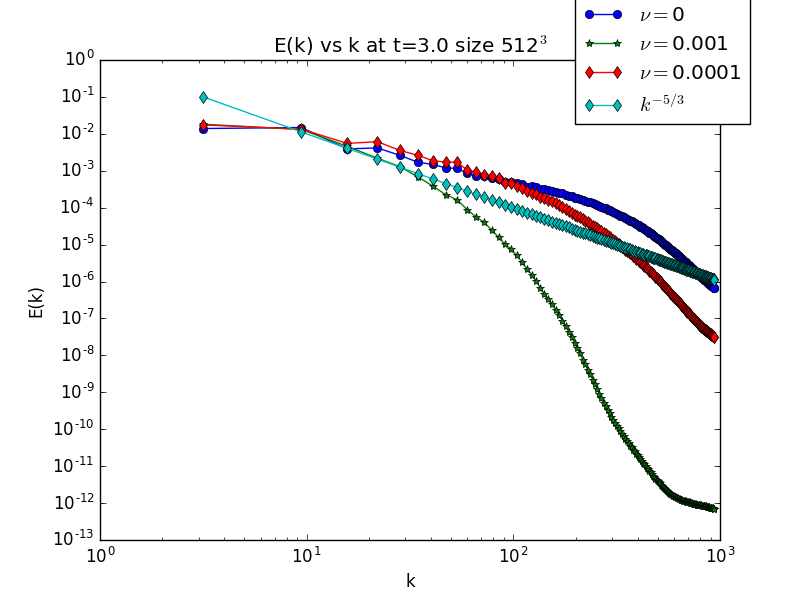 E(k) vs k at t=3.0 size 512³
ν = 0
ν = 0.001
ν = 0.0001
k⁻⁵ᐟ³
10⁰
10⁻¹
10⁻²
10⁻³
10⁻⁴
10⁻⁵
10⁻⁶
10⁻⁷
10⁻⁸
10⁻⁹
10⁻¹⁰
10⁻¹¹
10⁻¹²
10⁻¹³
E(k)
10⁰ 10¹ 10² 10³
k